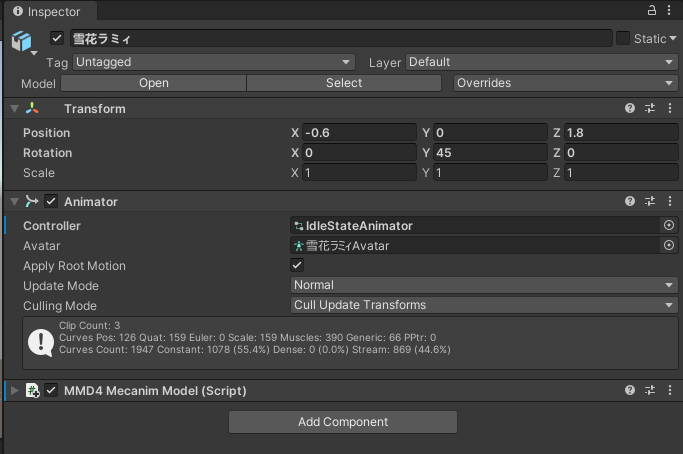 Inspector
雪花ラミィ
Static
Tag Untagged Layer Default
Model Open Select Overrides
Transform
Position X -0.6 Y 0 Z 1.8
Rotation X 0 Y 45 Z 0
Scale X 1 Y 1 Z 1
Animator
Controller IdleStateAnimator
Avatar 雪花ﾗﾐｨAvatar
Apply Root Motion
Update Mode Normal
Culling Mode Cull Update Transforms
Clip Count: 3
Curves Pos: 126 Quat: 159 Euler: 0 Scale: 159 Muscles: 390 Generic: 66 PPtr: 0
Curves Count: 1947 Constant: 1078 (55.4%) Dense: 0 (0.0%) Stream: 869 (44.6%)
MMD4 Mecanim Model (Script)
Add Component